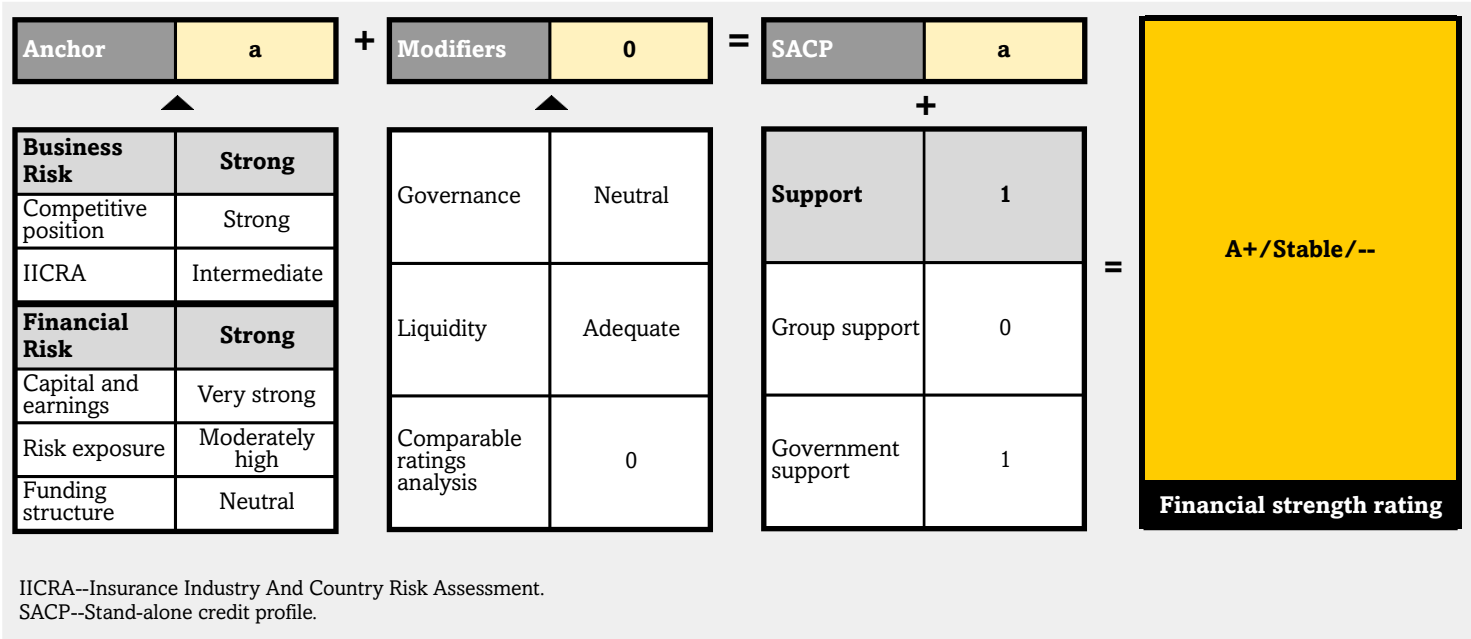 Anchor a + Modifiers 0 = SACP a
+
Business
Risk
Strong
Competitive
position
Strong
IICRA Intermediate
Financial
Risk
Strong
Capital and
earnings
Very strong
Risk exposure
Moderately
high
Funding
structure
Neutral
Governance Neutral
Liquidity Adequate
Comparable
ratings
analysis
0
Support 1
Group support 0
Government
support
1
=
A+/Stable/--
Financial strength rating
IICRA--Insurance Industry And Country Risk Assessment.
SACP--Stand-alone credit profile.